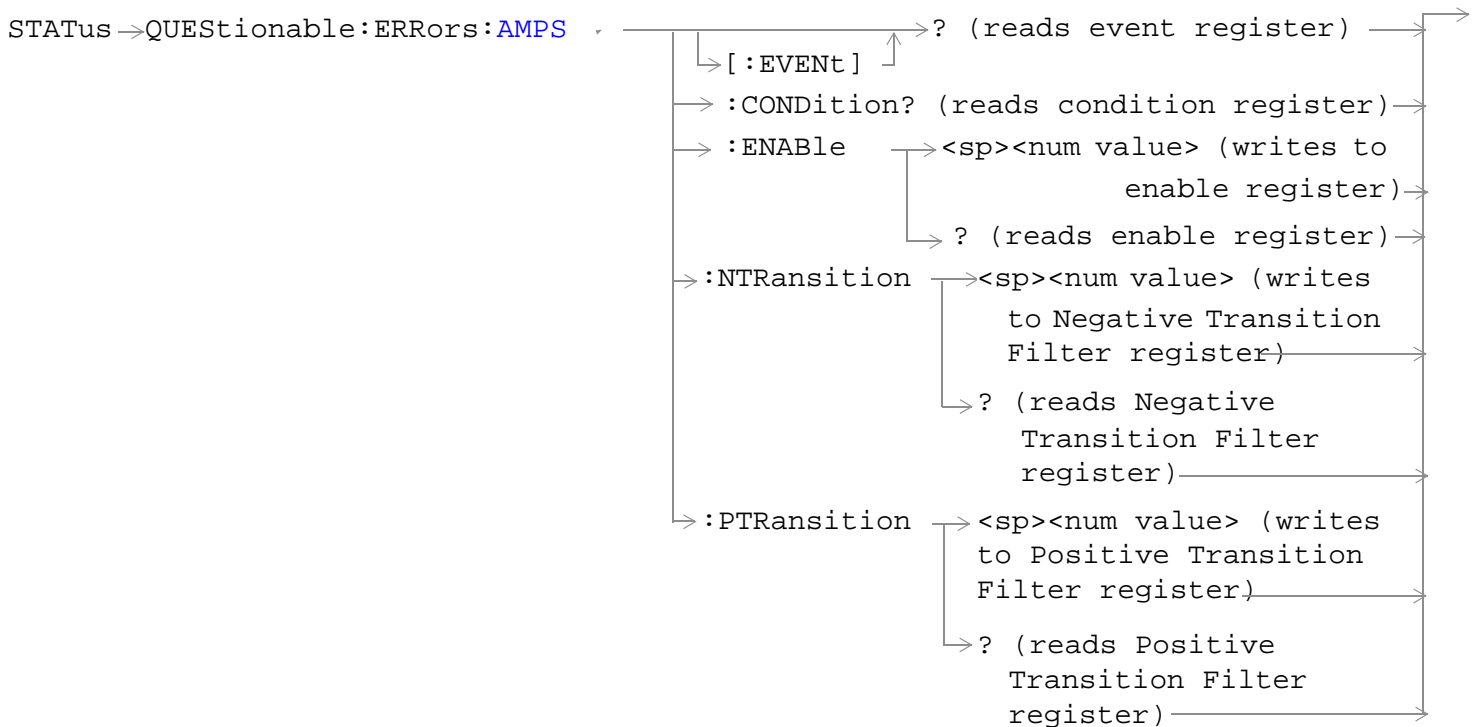 STATus QUEStionable:ERRors:AMPS ? (reads event register)
[:EVENt]
:CONDition? (reads condition register)
:ENABle <sp><num value> (writes to
enable register)
? (reads enable register)
:NTRansition <sp><num value> (writes
to Negative Transition
Filter register)
? (reads Negative
Transition Filter
register)
:PTRansition <sp><num value> (writes
to Positive Transition
Filter register)
? (reads Positive
Transition Filter
register)